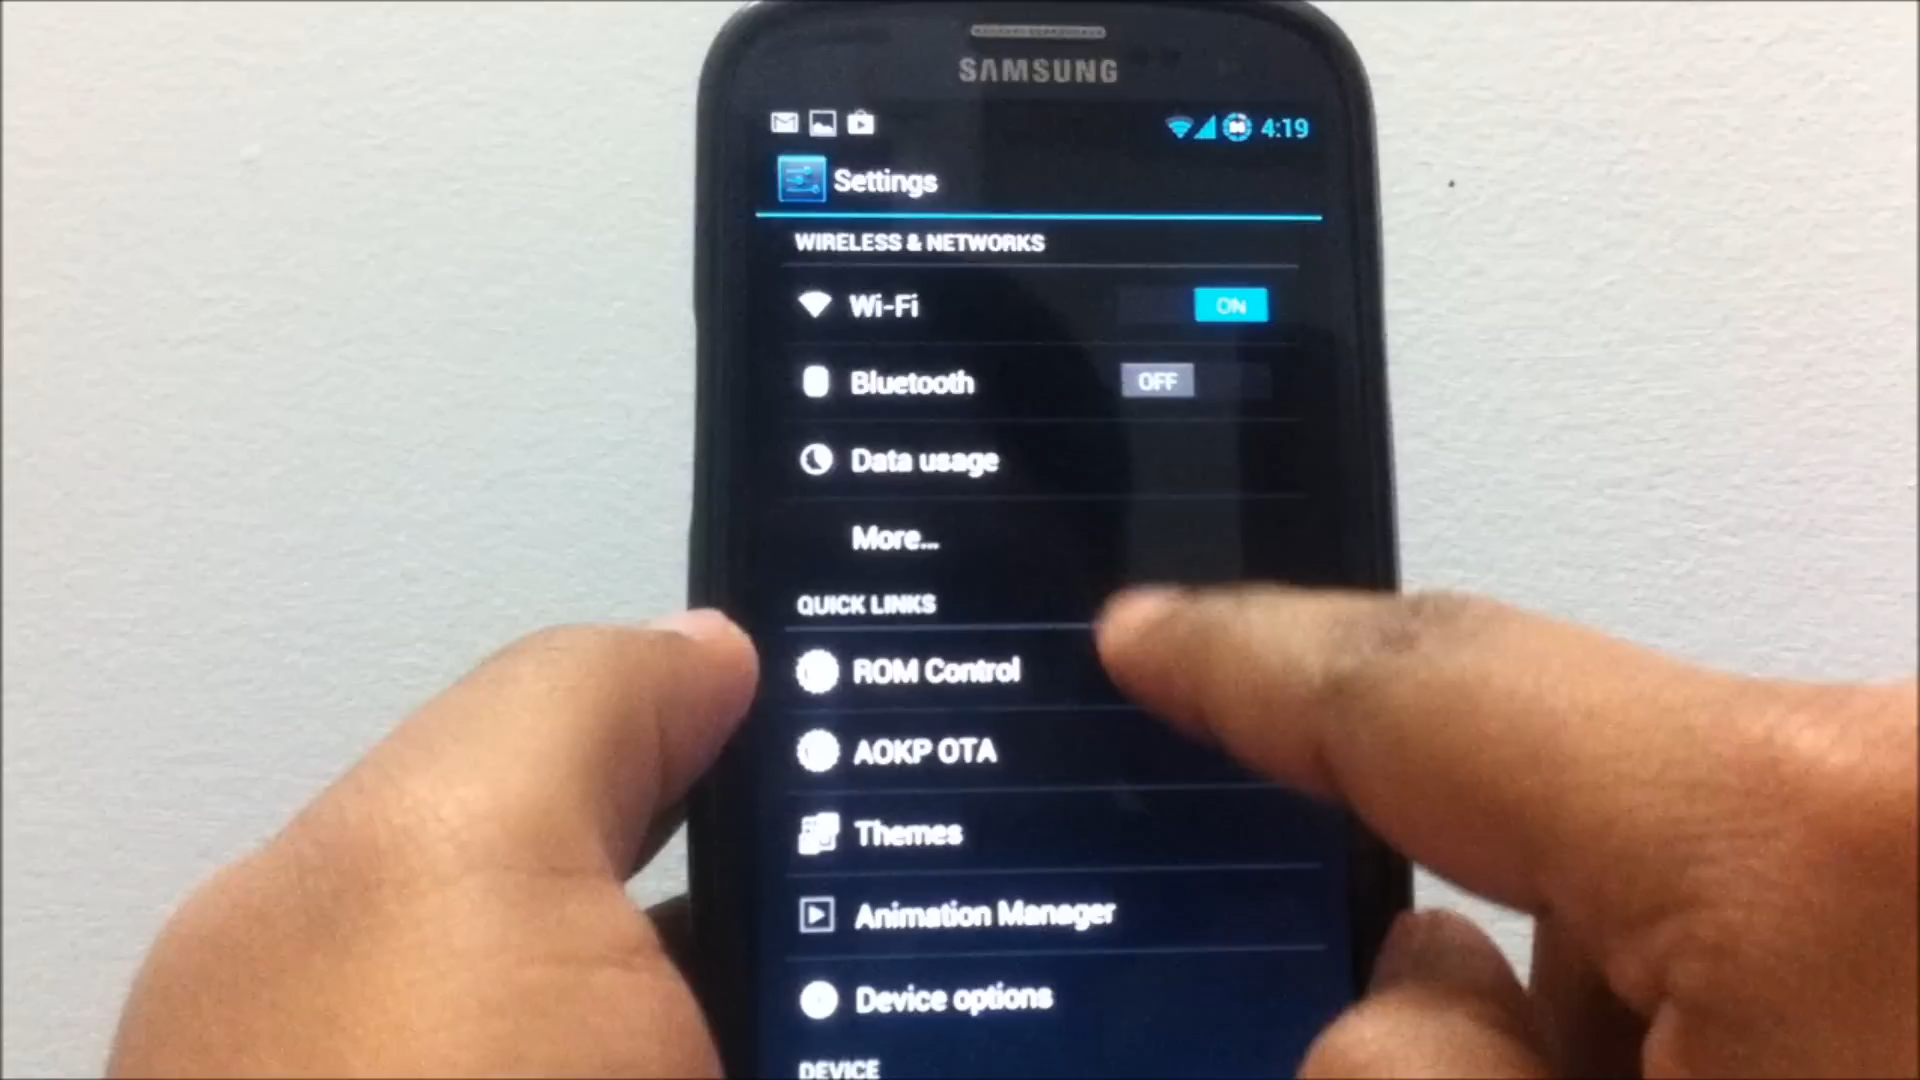 SAMSUNG
4:19
Settings
WIRELESS & NETWORKS
Wi-Fi
ON
Bluetooth
OFF
Data usage
More...
QUICK LINKS
ROM Control
AOKP OTA
Themes
Animation Manager
Device options
DEVICE